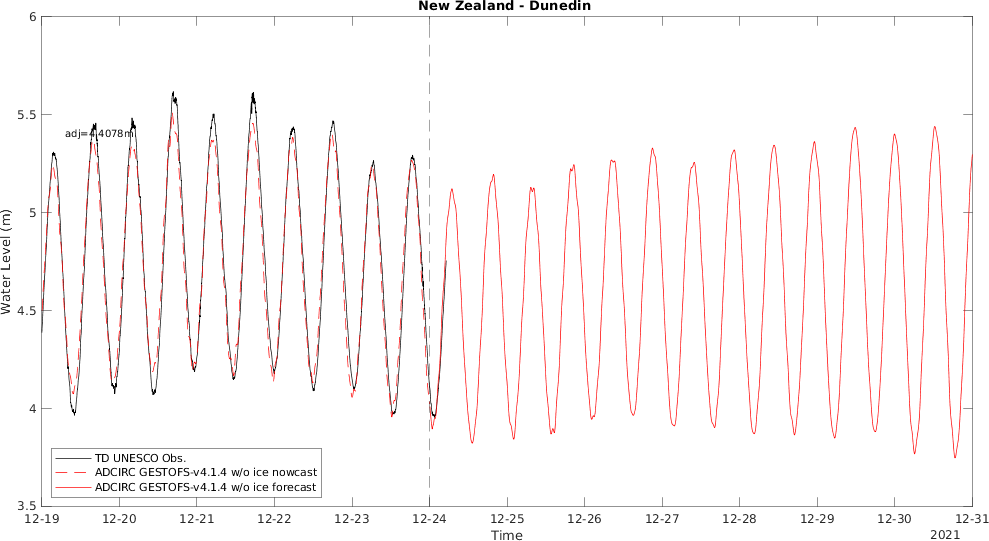 New Zealand - Dunedin
6
5.5
5
4.5
4
3.5
Water Level (m)
adj=4.4078m
TD UNESCO Obs.
ADCIRC GESTOFS-v4.1.4 w/o ice nowcast
ADCIRC GESTOFS-v4.1.4 w/o ice forecast
12-19 12-20 12-21 12-22 12-23 12-24 12-25 12-26 12-27 12-28 12-29 12-30 12-31
Time
2021